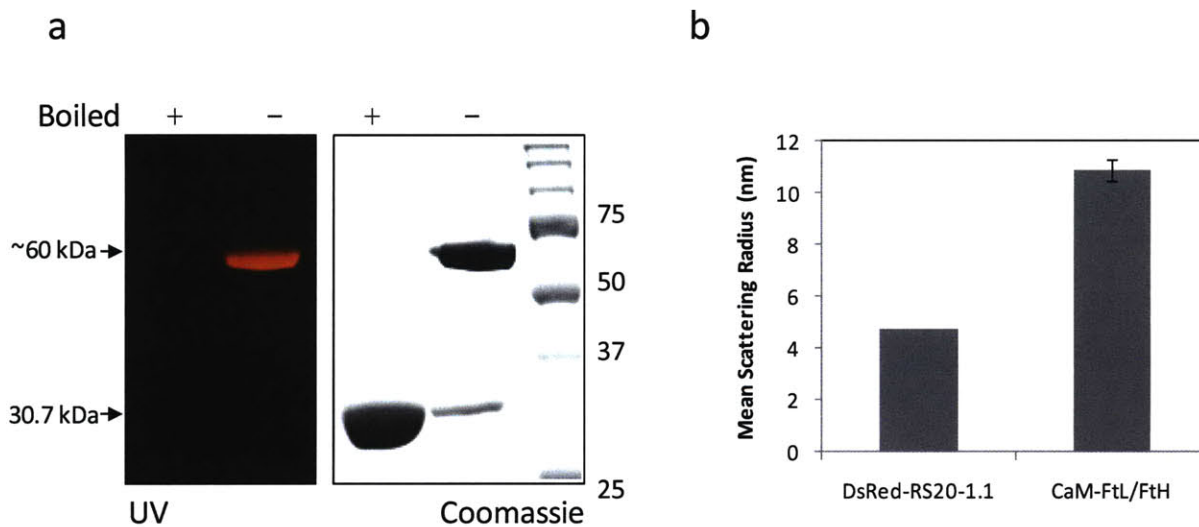 a
Boiled + − + −
~60 kDa
30.7 kDa
75
50
37
25
UV
Coomassie
b
Mean Scattering Radius (nm)
12
10
8
6
4
2
0
DsRed-RS20-1.1
CaM-FtL/FtH